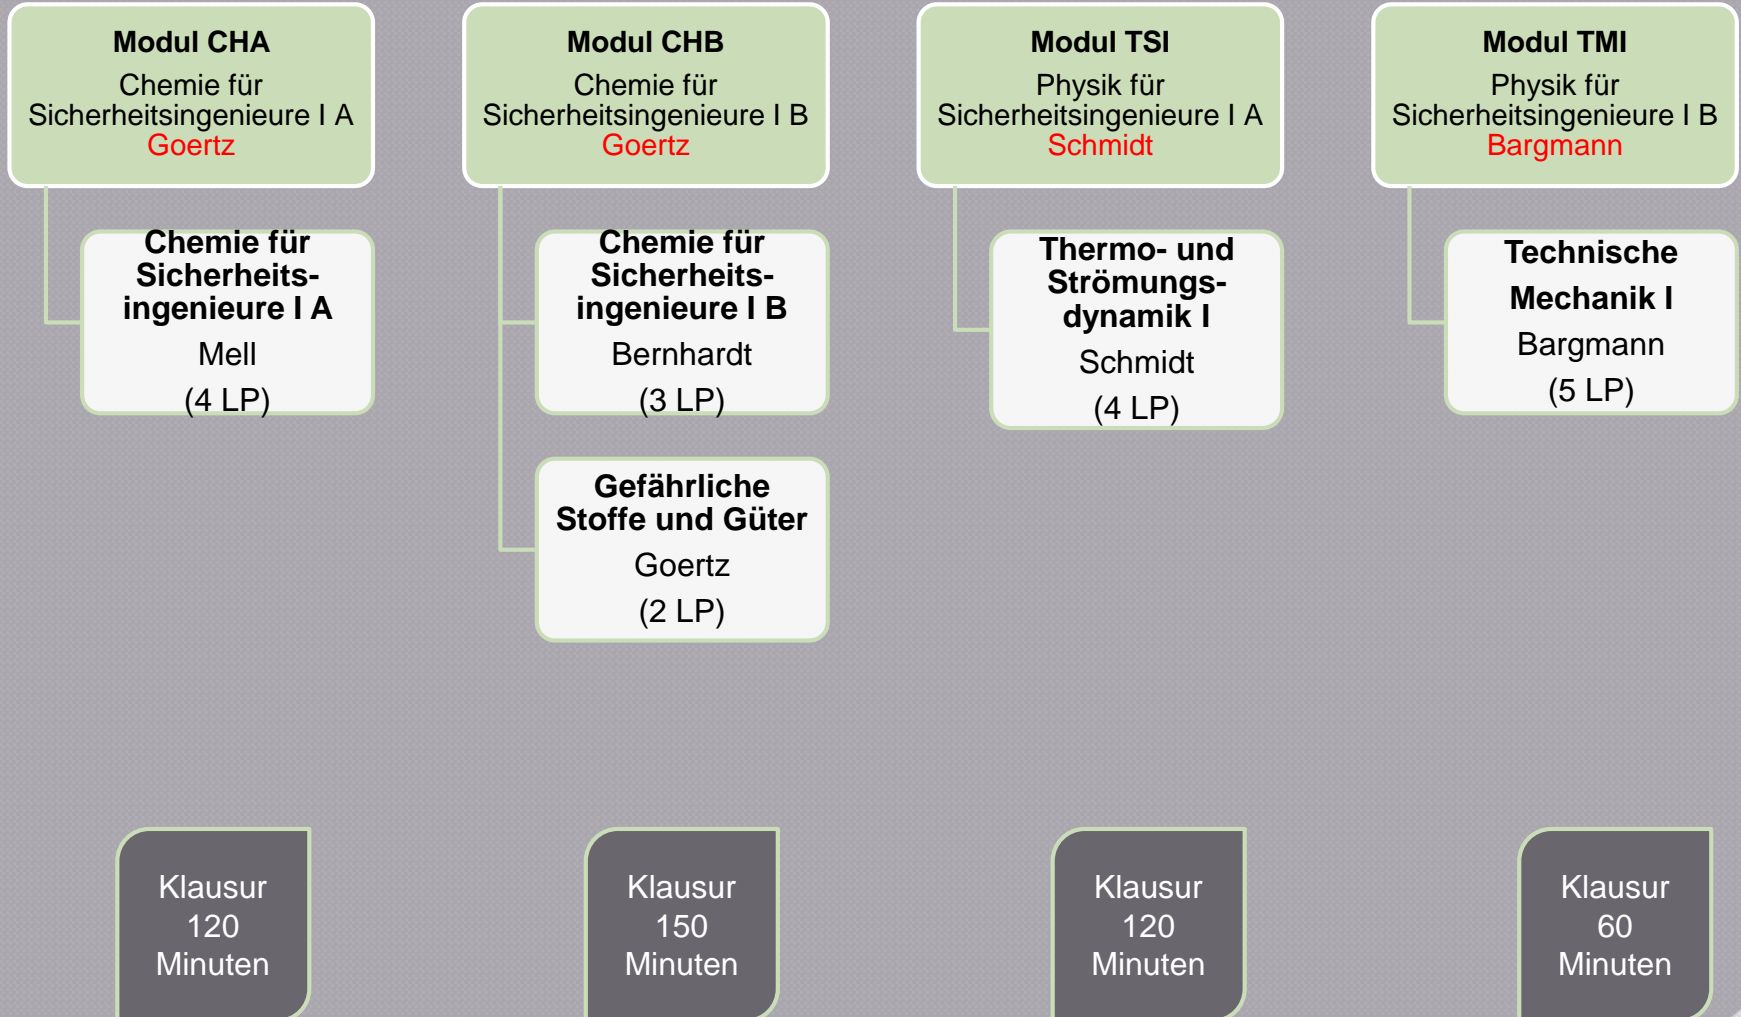 Modul CHA
Chemie für
Sicherheitsingenieure I A
Goertz
Chemie für
Sicherheits-
ingenieure I A
Mell
(4 LP)
Klausur
120
Minuten
Modul CHB
Chemie für
Sicherheitsingenieure I B
Goertz
Chemie für
Sicherheits-
ingenieure I B
Bernhardt
(3 LP)
Gefährliche
Stoffe und Güter
Goertz
(2 LP)
Klausur
150
Minuten
Modul TSI
Physik für
Sicherheitsingenieure I A
Schmidt
Thermo- und
Strömungs-
dynamik I
Schmidt
(4 LP)
Klausur
120
Minuten
Modul TMI
Physik für
Sicherheitsingenieure I B
Bargmann
Technische
Mechanik I
Bargmann
(5 LP)
Klausur
60
Minuten